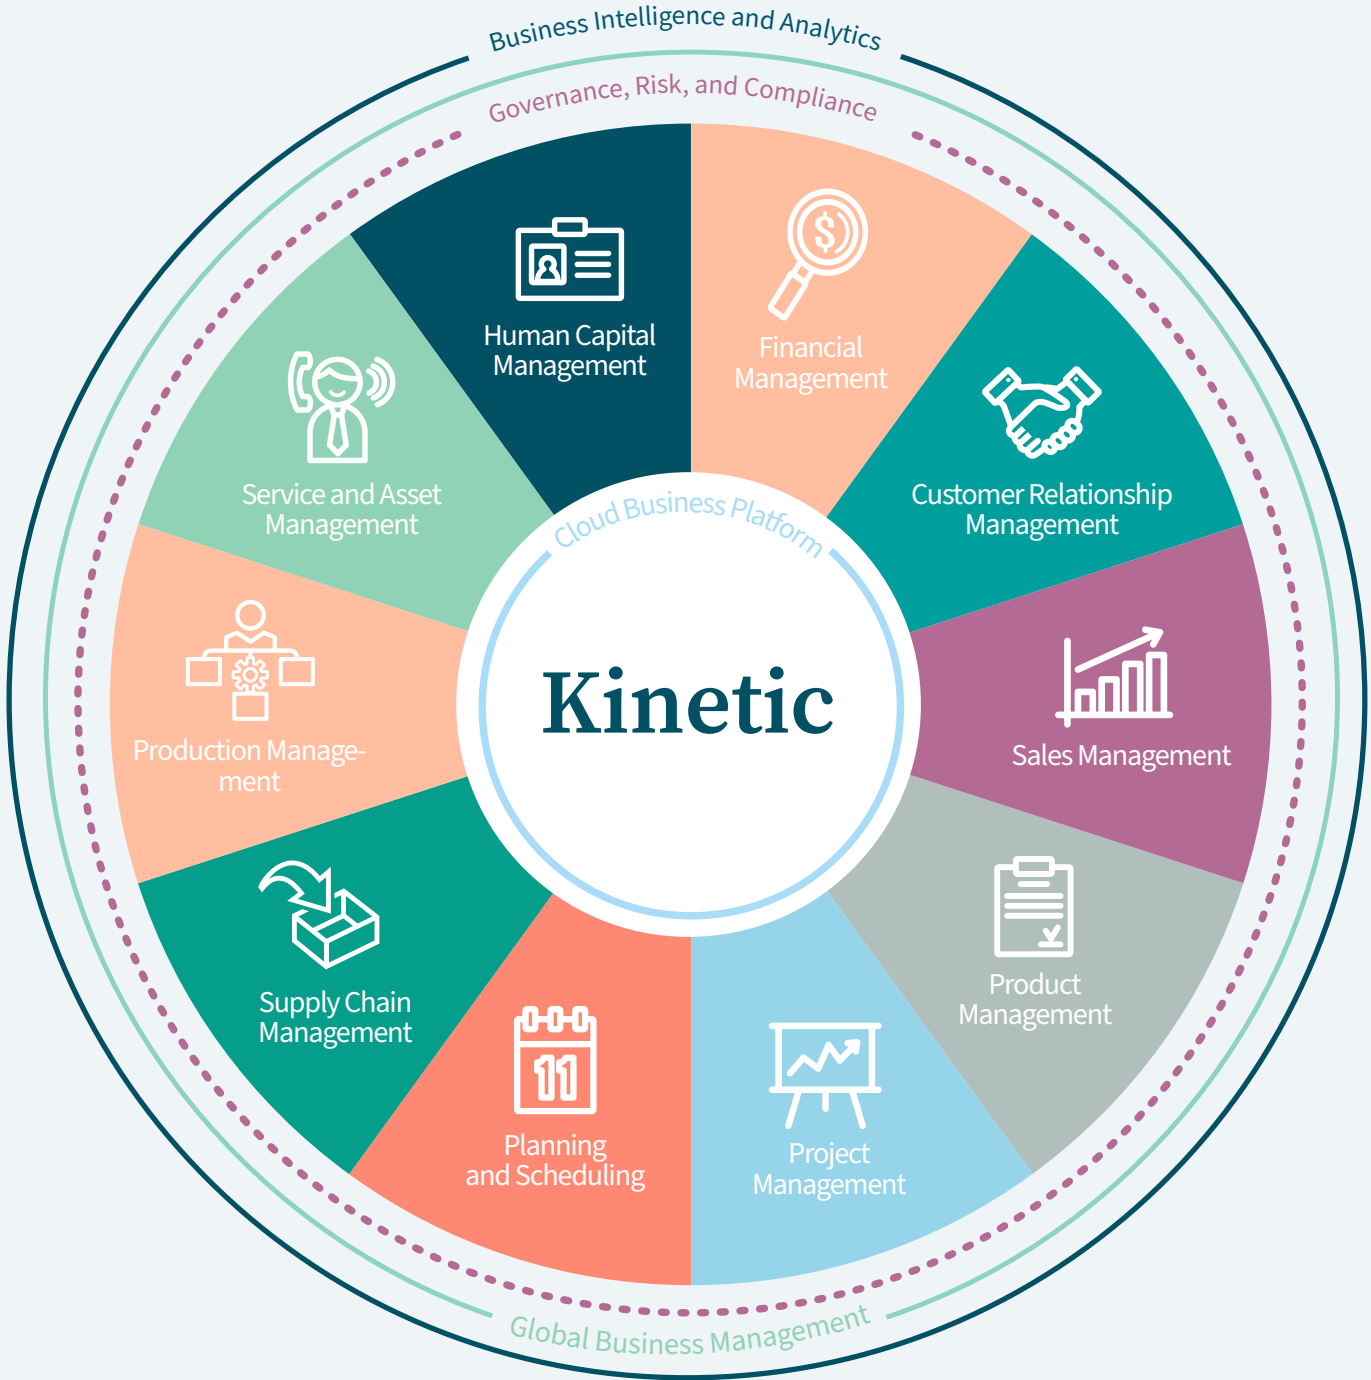 Business Intelligence and Analytics
Governance, Risk, and Compliance
Human Capital
Management
$
Financial
Management
Customer Relationship
Management
Sales Management
Product
Management
Project
Management
11
Planning
and Scheduling
Supply Chain
Management
Production Manage-
ment
Service and Asset
Management
Cloud Business Platform
Kinetic
Global Business Management